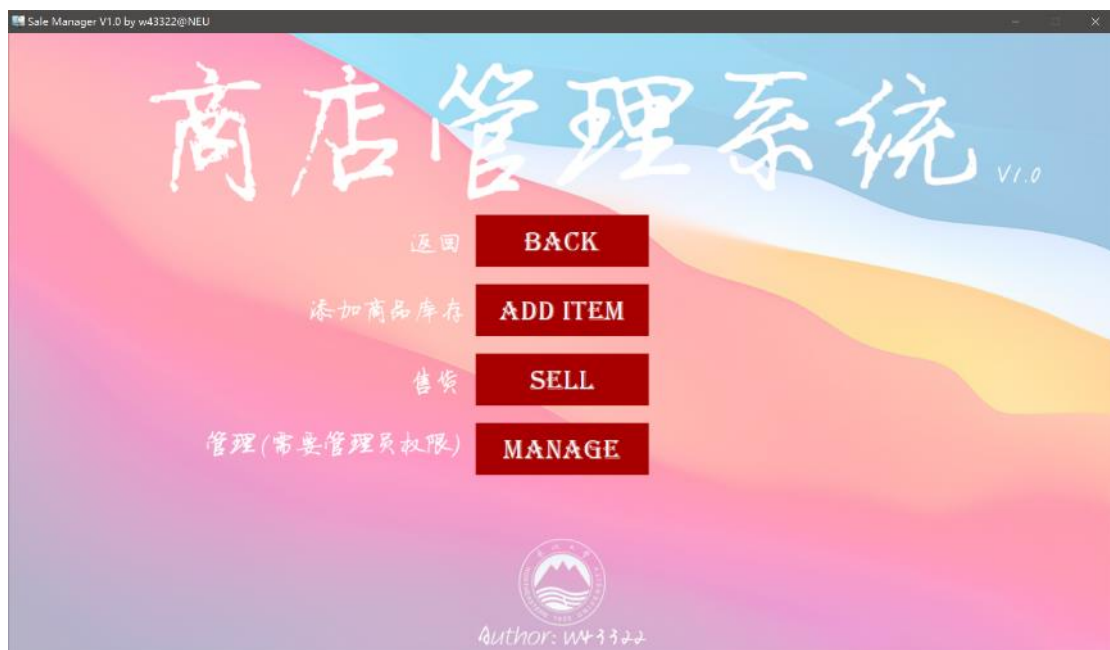 Sale Manager V1.0 by w43322@NEU
商店管理系统 V1.0
返回 BACK
添加商品库存 ADD ITEM
售货 SELL
管理(需要管理员权限) MANAGE
Author: w43322